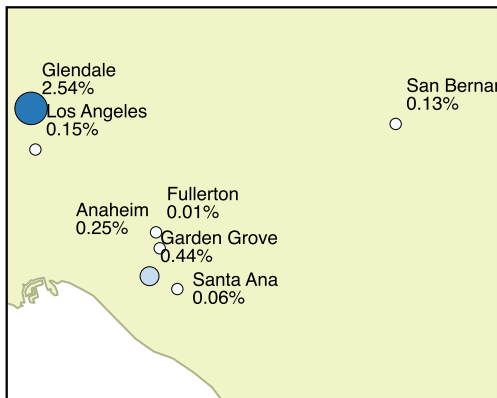 Glendale
2.54%
Los Angeles
0.15%
San Bernar
0.13%
Fullerton
0.01%
Anaheim
0.25%
Garden Grove
0.44%
Santa Ana
0.06%